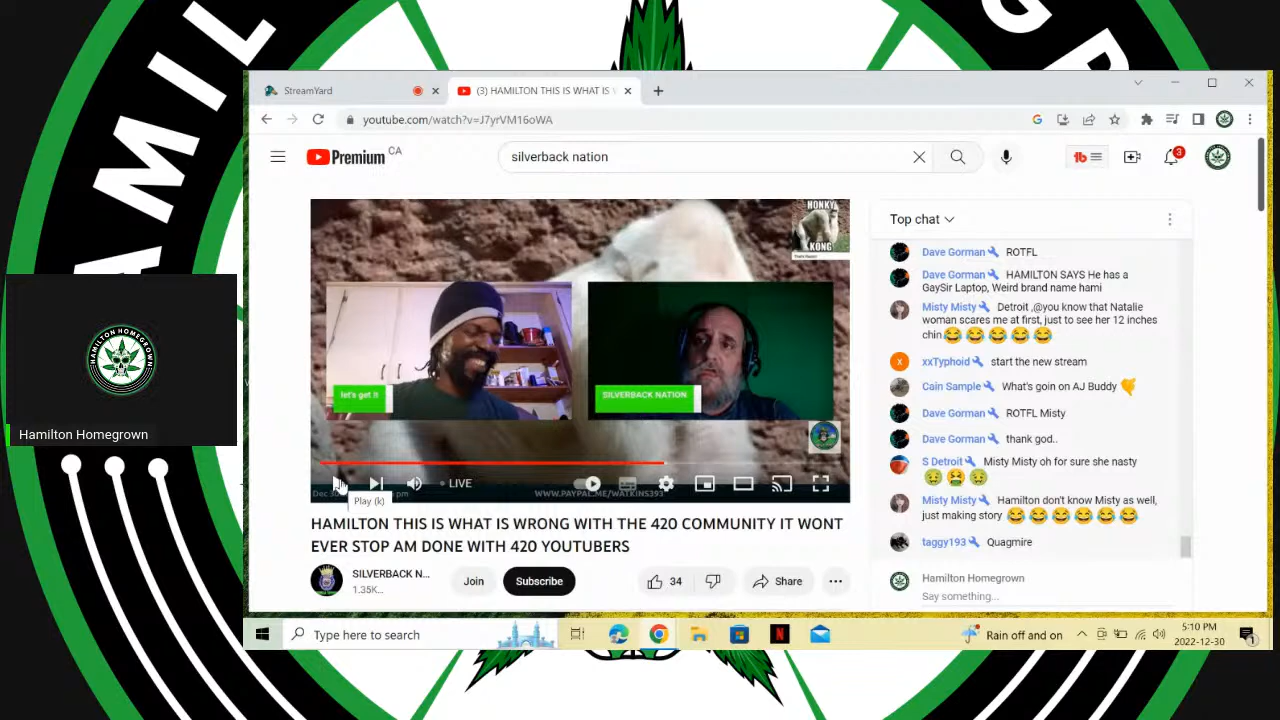 HAMIL
GR
StreamYard
(3) HAMILTON THIS IS WHAT IS W
youtube.com/watch?v=J7yrVM16oWA
Premium CA
silverback nation
3
HONKY
KONG
let's get it
SILVERBACK NATION
LIVE
Play (k)
WWW.PAYPAL.ME/WATKINS393
HAMILTON THIS IS WHAT IS WRONG WITH THE 420 COMMUNITY IT WONT
EVER STOP AM DONE WITH 420 YOUTUBERS
SILVERBACK N...
1.35K...
Join
Subscribe
34
Share
Top chat
Dave Gorman ROTFL
Dave Gorman HAMILTON SAYS He has a
GaySir Laptop, Weird brand name hami
Misty Misty Detroit ,@you know that Natalie
woman scares me at first, just to see her 12 inches
chin😂😂😂😂😂
xxTyphoid start the new stream
Cain Sample What's goin on AJ Buddy
Dave Gorman ROTFL Misty
Dave Gorman thank god..
S Detroit Misty Misty oh for sure she nasty
🤢🤮🤢
Misty Misty Hamilton don't know Misty as well,
just making story 😂😂😂😂😂😂
taggy193 Quagmire
Hamilton Homegrown
Say something...
HAMILTON HOMEGROWN
Hamilton Homegrown
Type here to search
Rain off and on
5:10 PM
2022-12-30
1